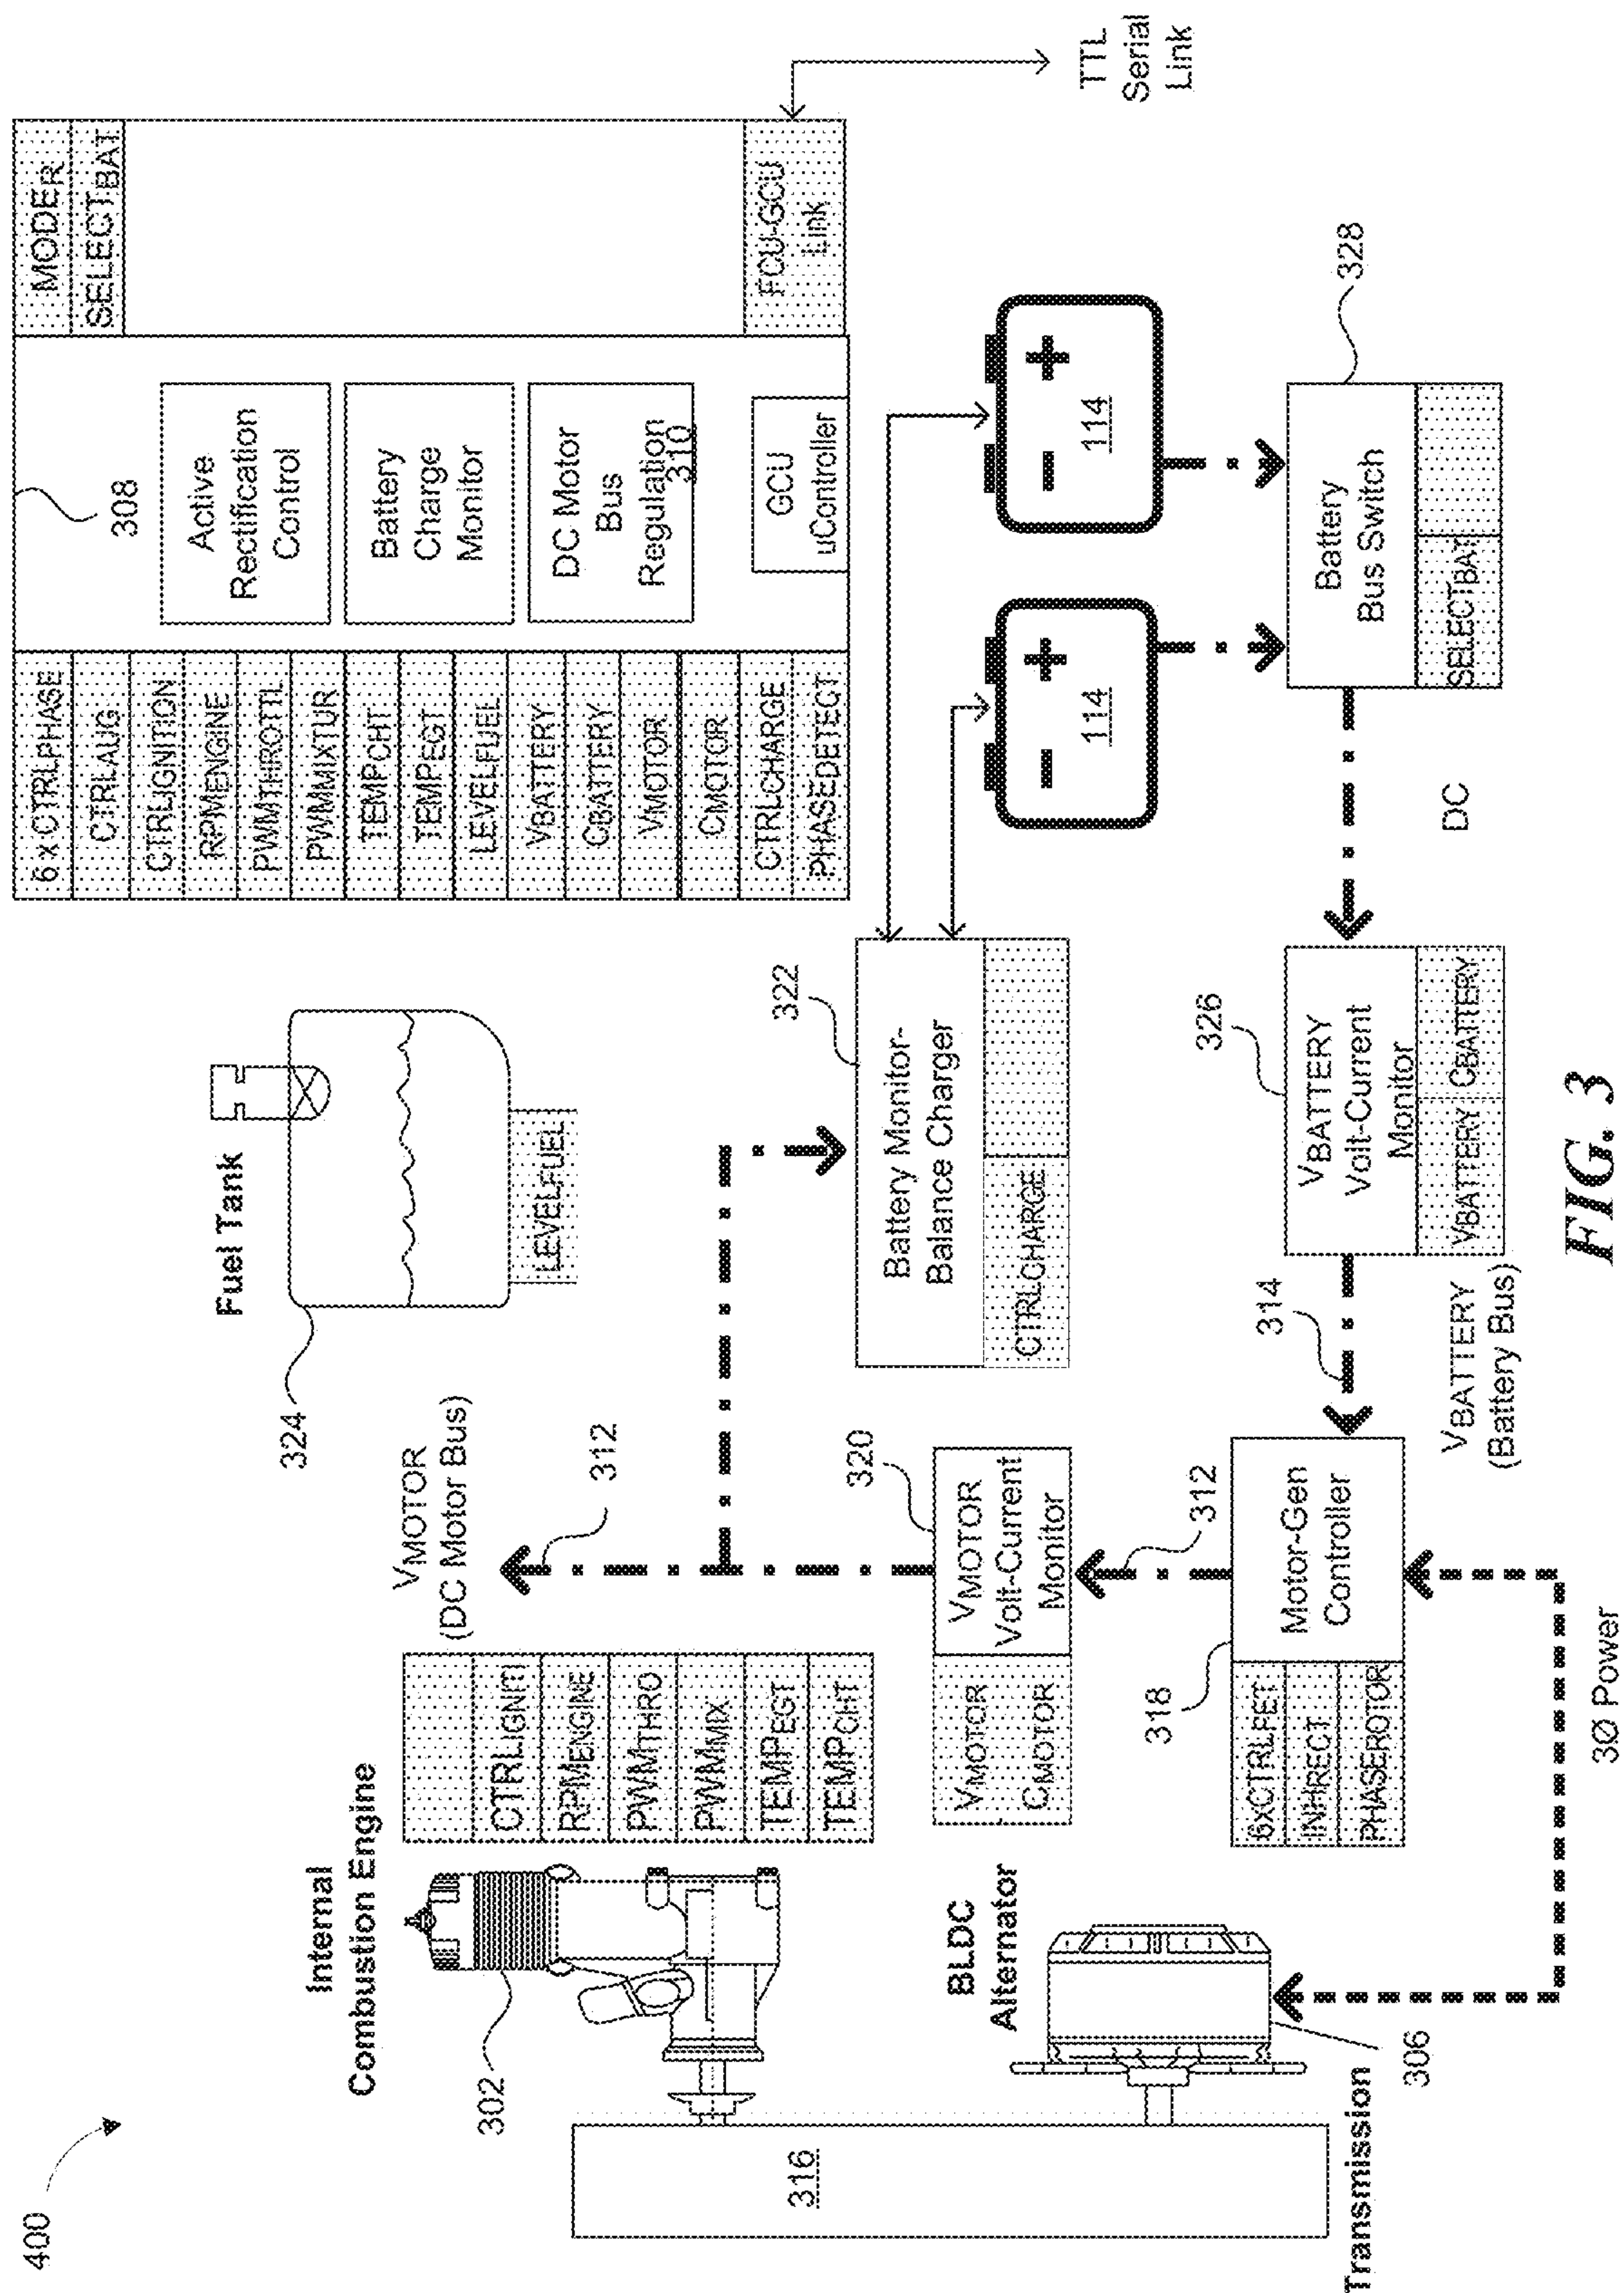 400
Internal
Combustion Engine
302
CTRLIGNITI
RPMENGINE
PWMTHRO
PWMMIX
TEMPEGT
TEMPCHT
VMOTOR
(DC Motor Bus)
312
Fuel Tank
324
LEVELFUEL
6 x CTRLPHASE
CTRLAUG
CTRLIGNITION
RPMENGINE
PWMTHROTTL
PWMMIXTUR
TEMPCHT
TEMPEGT
LEVELFUEL
VBATTERY
CBATTERY
VMOTOR
CMOTOR
CTRLCHARGE
PHASEDETECT
308
Active
Rectification
Control
Battery
Charge
Monitor
DC Motor
Bus
Regulation
310
GCU
uController
MODER
SELECTBAT
FCU-GCU
Link
TTL
Serial
Link
316
Transmission
BLDC
Alternator
306
VMOTOR
CMOTOR
VMOTOR
Volt-Current
Monitor
320
312
322
Battery Monitor-
Balance Charger
CTRLCHARGE
114
114
318
6xCTRLFET
INHRECT
PHASEROTOR
Motor-Gen
Controller
30 Power
314
VBATTERY
(Battery Bus)
326
VBATTERY
Volt-Current
Monitor
VBATTERY
CBATTERY
DC
328
Battery
Bus Switch
SELECTBAT
FIG. 3